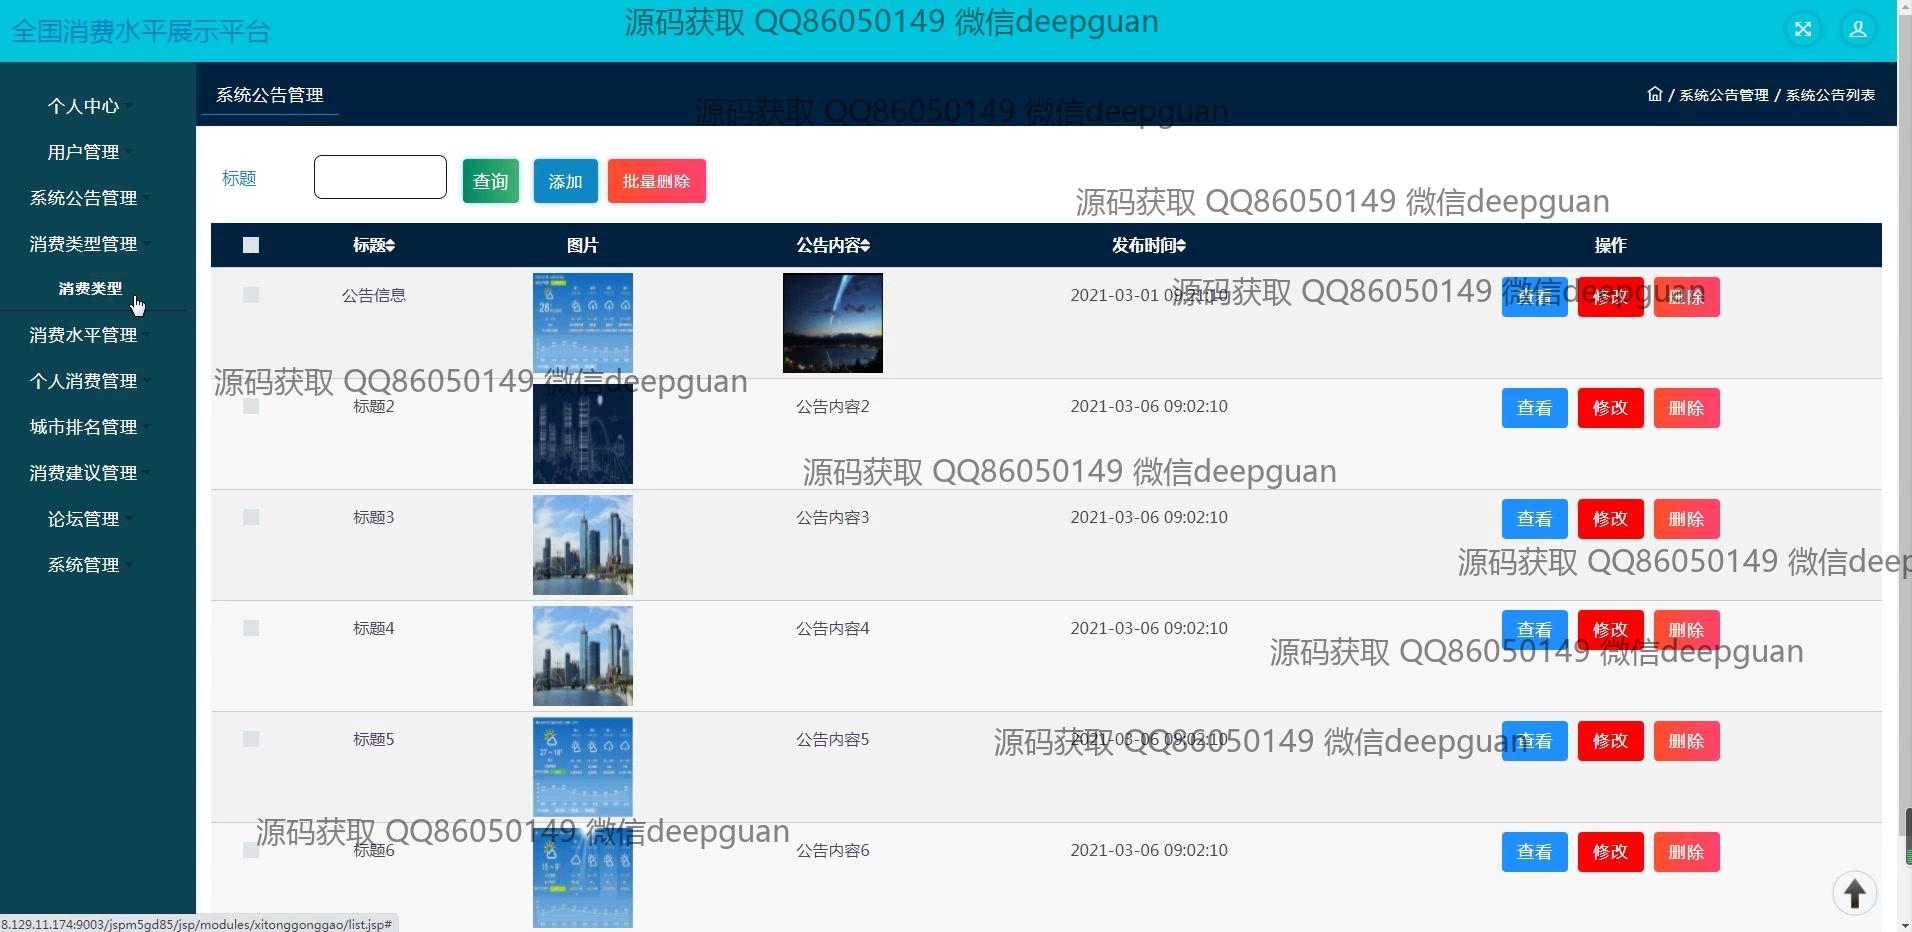 全国消费水平展示平台
源码获取 QQ86050149 微信deepguan
系统公告管理
/ 系统公告管理 / 系统公告列表
源码获取 QQ86050149 微信deepguan
个人中心
用户管理
系统公告管理
消费类型管理
消费类型
消费水平管理
个人消费管理
城市排名管理
消费建议管理
论坛管理
系统管理
标题
查询
添加
批量删除
源码获取 QQ86050149 微信deepguan
标题 图片 公告内容 发布时间 操作
公告信息 2021-03-01 09:21:10 查看 修改 删除
源码获取 QQ86050149 微信deepguan
源码获取 QQ86050149 微信deepguan
标题2 公告内容2 2021-03-06 09:02:10 查看 修改 删除
源码获取 QQ86050149 微信deepguan
标题3 公告内容3 2021-03-06 09:02:10 查看 修改 删除
源码获取 QQ86050149 微信deep
标题4 公告内容4 2021-03-06 09:02:10 查看 修改 删除
源码获取 QQ86050149 微信deepguan
标题5 公告内容5 2021-03-06 09:02:10 查看 修改 删除
源码获取 QQ86050149 微信deepguan
源码获取 QQ86050149 微信deepguan
标题6 公告内容6 2021-03-06 09:02:10 查看 修改 删除
8.129.11.174:9003/jspm5gd85/jsp/modules/xitonggonggao/list.jsp#